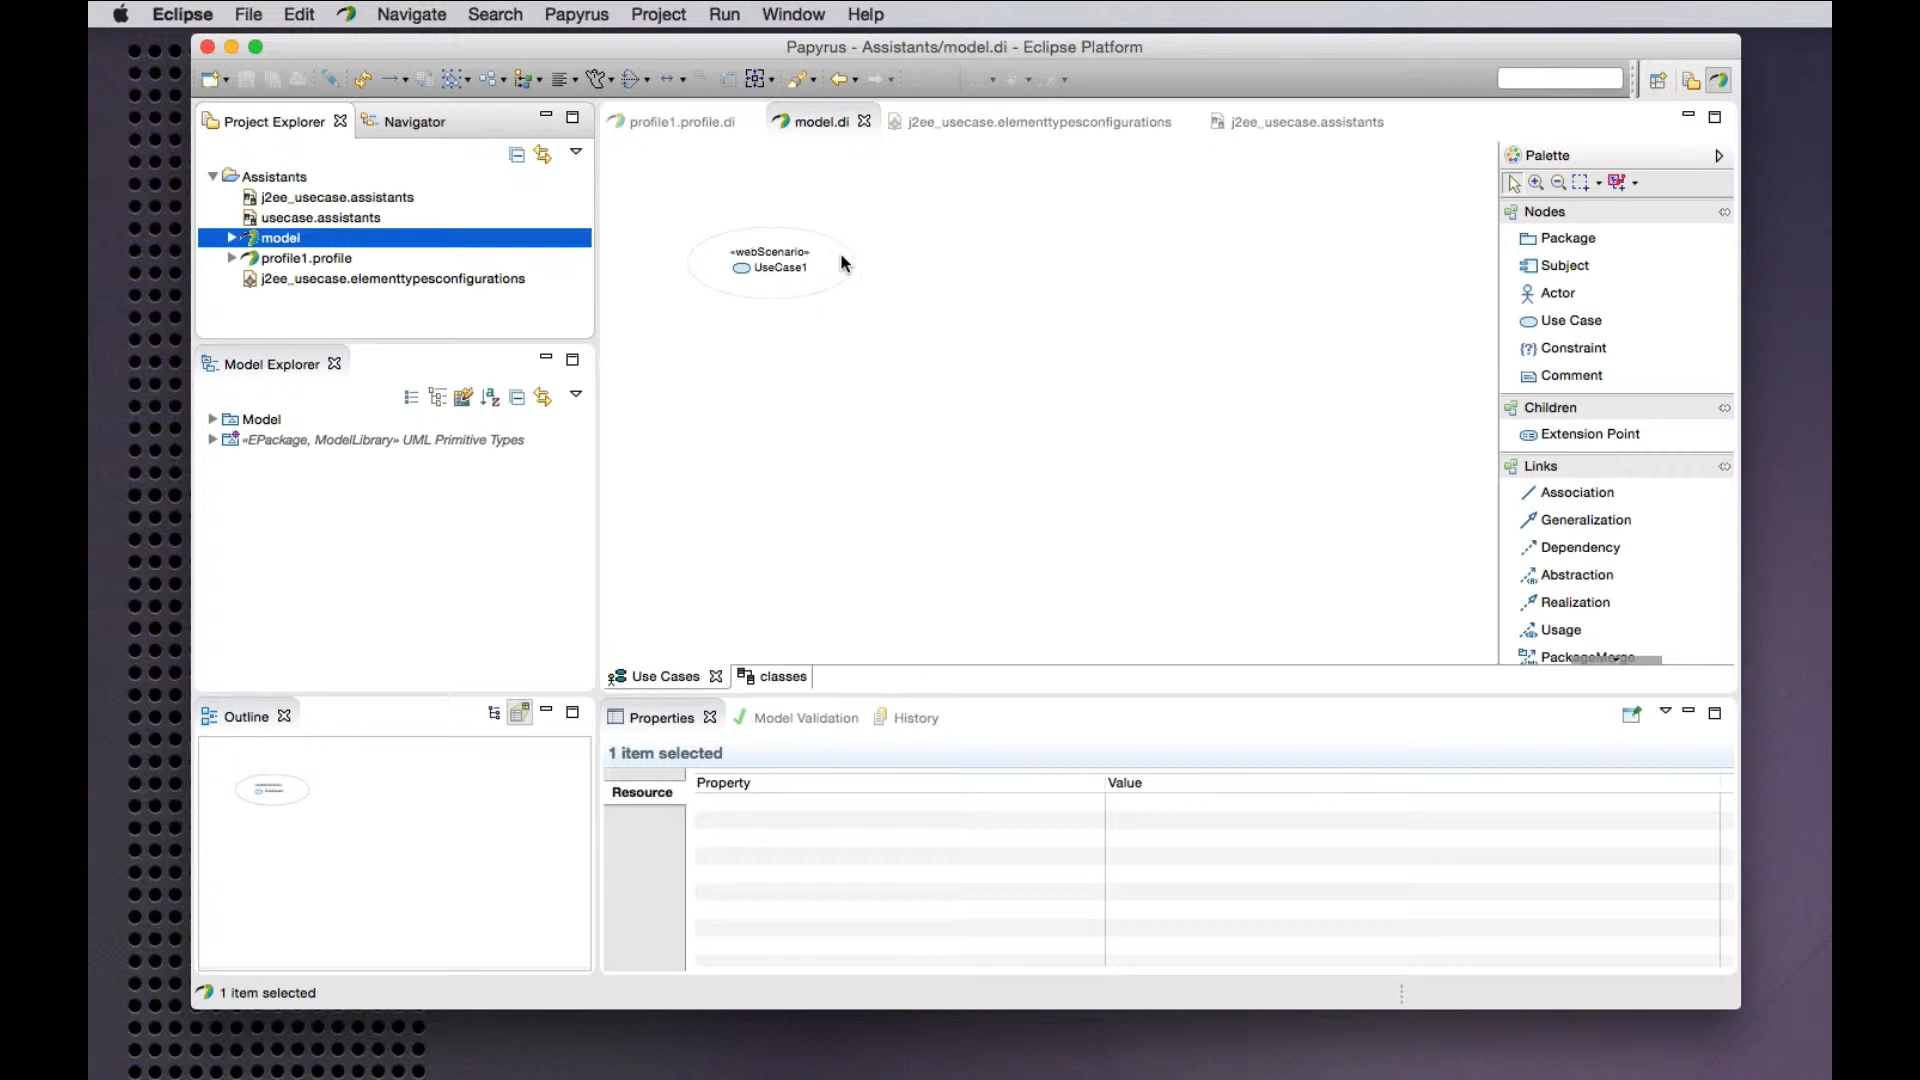 Eclipse File Edit Navigate Search Papyrus Project Run Window Help
Papyrus - Assistants/model.di - Eclipse Platform
Project Explorer
Navigator
Assistants
j2ee_usecase.assistants
usecase.assistants
model
profile1.profile
j2ee_usecase.elementtypesconfigurations
Model Explorer
Model
«EPackage, ModelLibrary» UML Primitive Types
Outline
1 item selected
profile1.profile.di
model.di
j2ee_usecase.elementtypesconfigurations
j2ee_usecase.assistants
«webScenario»
UseCase1
Palette
Nodes
Package
Subject
Actor
Use Case
Constraint
Comment
Children
Extension Point
Links
Association
Generalization
Dependency
Abstraction
Realization
Usage
PackageMerge
Use Cases
classes
Properties
Model Validation
History
1 item selected
Resource
Property
Value